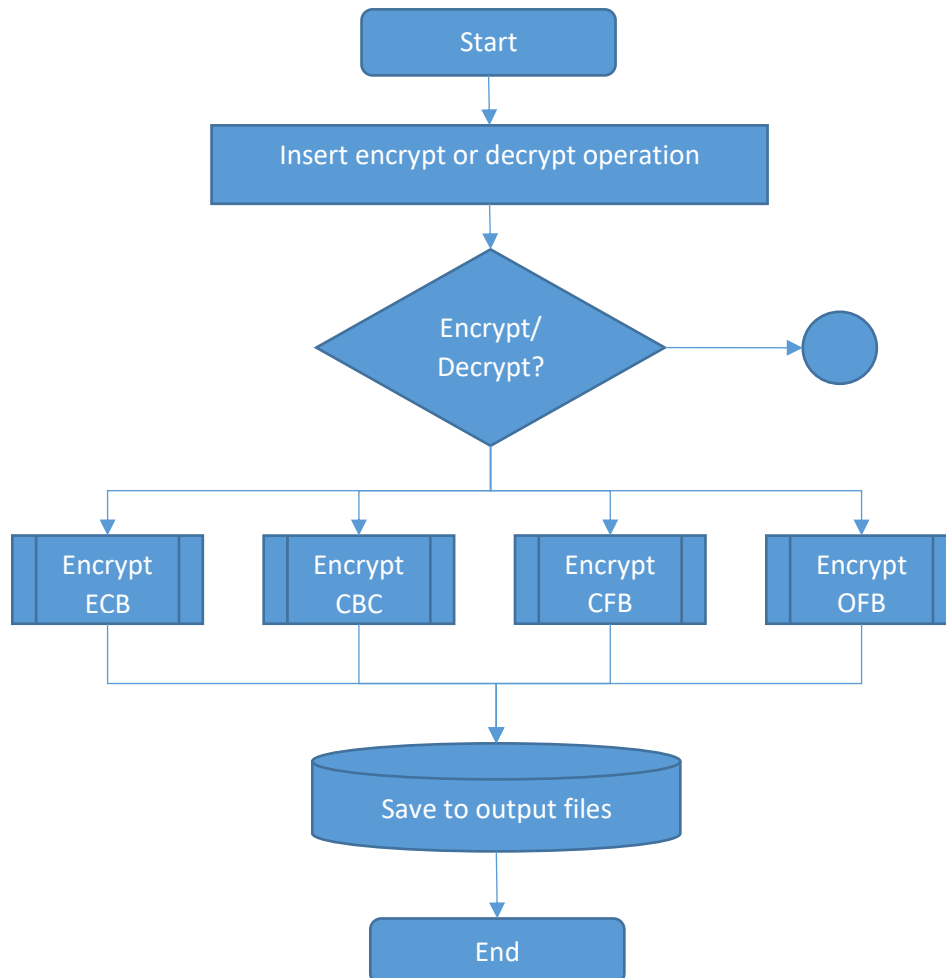 Start
Insert encrypt or decrypt operation
Encrypt/
Decrypt?
Encrypt
ECB
Encrypt
CBC
Encrypt
CFB
Encrypt
OFB
Save to output files
End